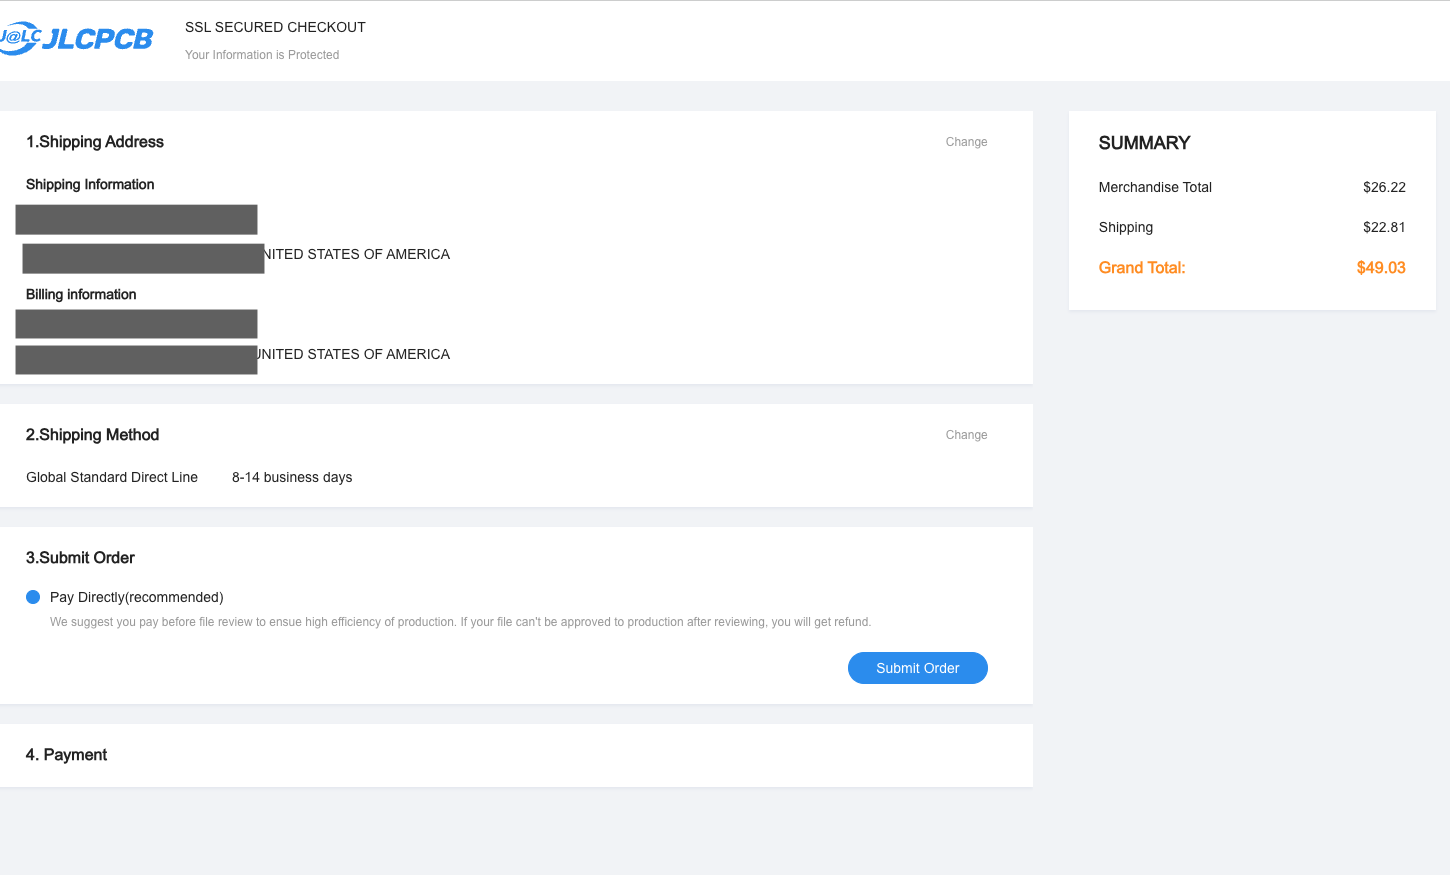 J@LC JLCPCB
SSL SECURED CHECKOUT
Your Information is Protected
1.Shipping Address
Change
Shipping Information
NITED STATES OF AMERICA
Billing information
UNITED STATES OF AMERICA
2.Shipping Method
Change
Global Standard Direct Line 8-14 business days
3.Submit Order
Pay Directly(recommended)
We suggest you pay before file review to ensue high efficiency of production. If your file can't be approved to production after reviewing, you will get refund.
Submit Order
4. Payment
SUMMARY
Merchandise Total $26.22
Shipping $22.81
Grand Total: $49.03